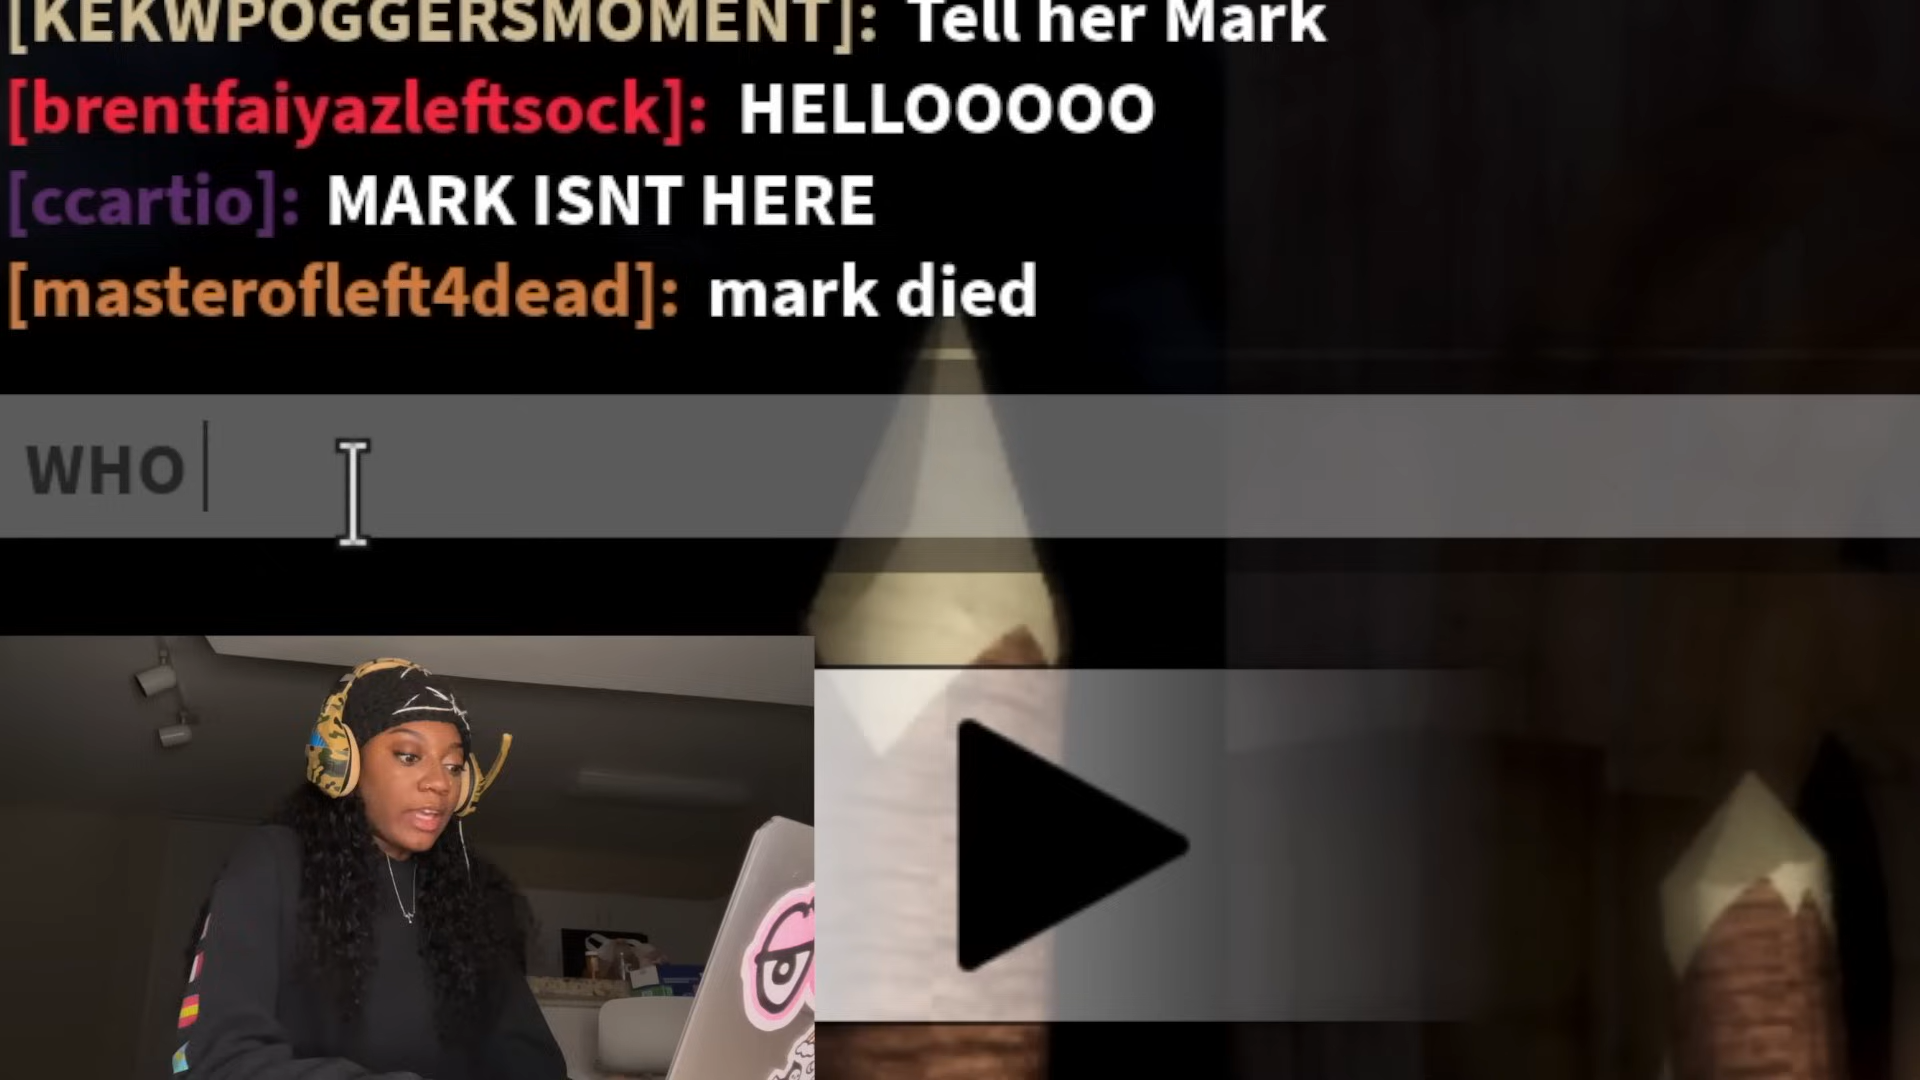 [KEKWPOGGERSMOMENT]: Tell her Mark
[brentfaiyazleftsock]: HELLOOOOO
[ccartio]: MARK ISNT HERE
[masterofleft4dead]: mark died
WHO